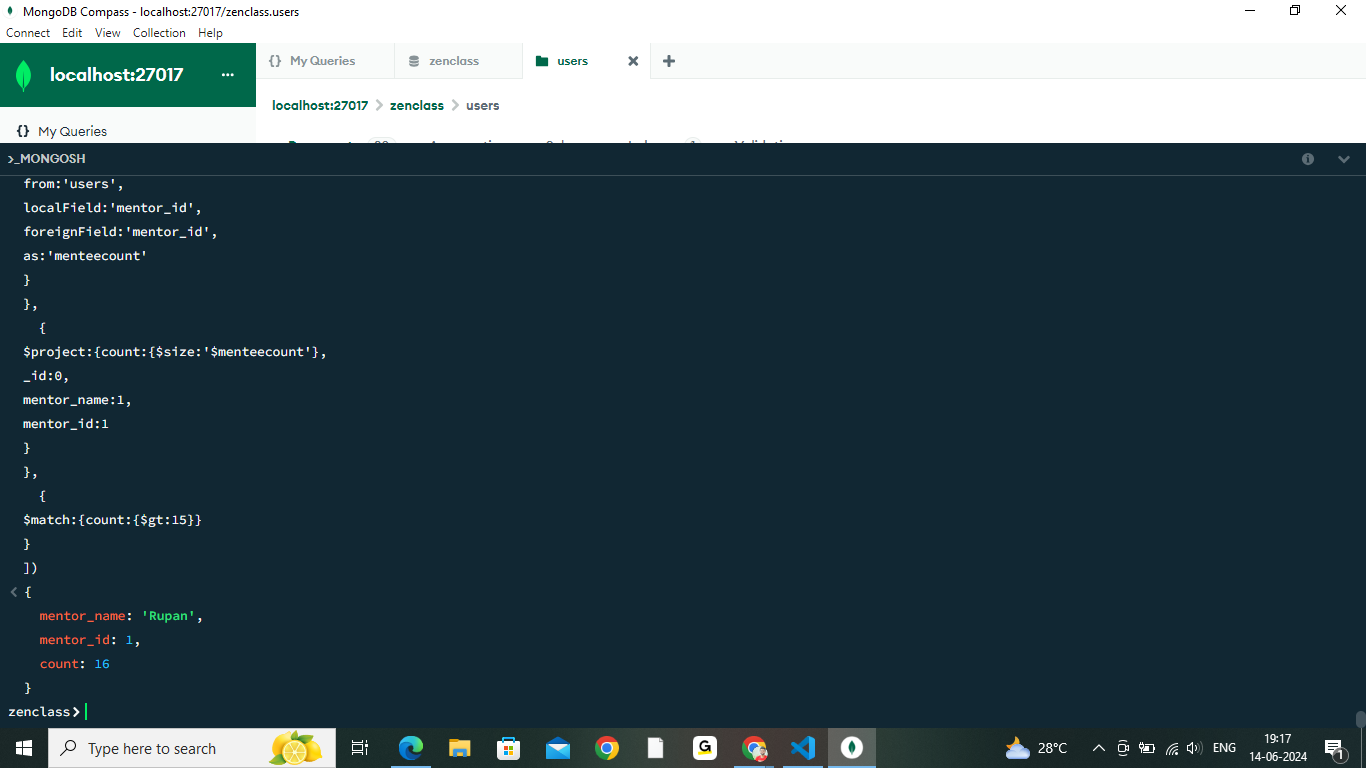 MongoDB Compass - localhost:27017/zenclass.users
Connect Edit View Collection Help
localhost:27017 ...
{} My Queries
zenclass
users
localhost:27017 > zenclass > users
{} My Queries
>_MONGOSH
from:'users',
localField:'mentor_id',
foreignField:'mentor_id',
as:'menteecount'
}
},
{
$project:{count:{$size:'$menteecount'},
_id:0,
mentor_name:1,
mentor_id:1
}
},
{
$match:{count:{$gt:15}}
}
])
< {
mentor_name: 'Rupan',
mentor_id: 1,
count: 16
}
zenclass>
Type here to search
28°C
ENG
19:17
14-06-2024
1